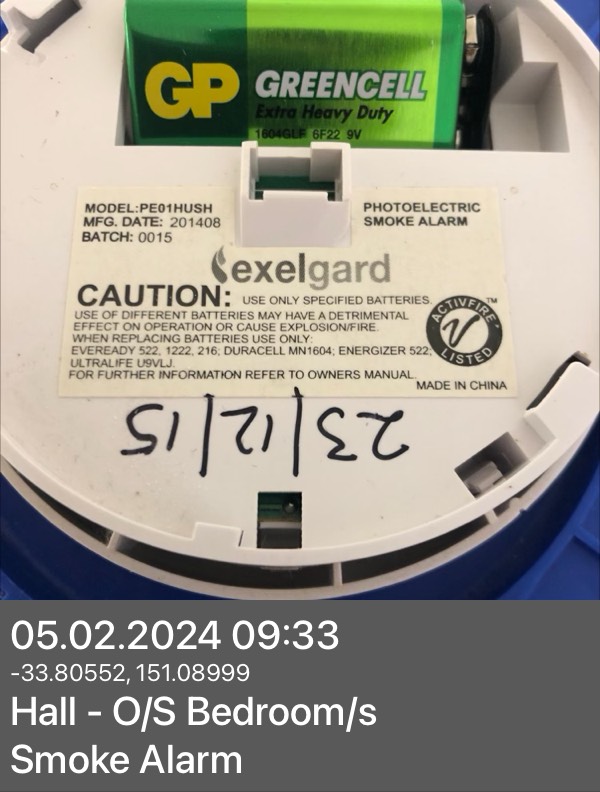 GP GREENCELL
Extra Heavy Duty
1604GLF 6F22 9V
MODEL:PE01HUSH
MFG. DATE: 201408
BATCH: 0015
PHOTOELECTRIC
SMOKE ALARM
exelgard
CAUTION: USE ONLY SPECIFIED BATTERIES.
USE OF DIFFERENT BATTERIES MAY HAVE A DETRIMENTAL
EFFECT ON OPERATION OR CAUSE EXPLOSION/FIRE.
WHEN REPLACING BATTERIES USE ONLY:
EVEREADY 522, 1222, 216; DURACELL MN1604; ENERGIZER 522;
ULTRALIFE U9VLJ.
FOR FURTHER INFORMATION REFER TO OWNERS MANUAL.
ACTIVFIRE™
LISTED
MADE IN CHINA
23/12/15
05.02.2024 09:33
-33.80552, 151.08999
Hall - O/S Bedroom/s
Smoke Alarm